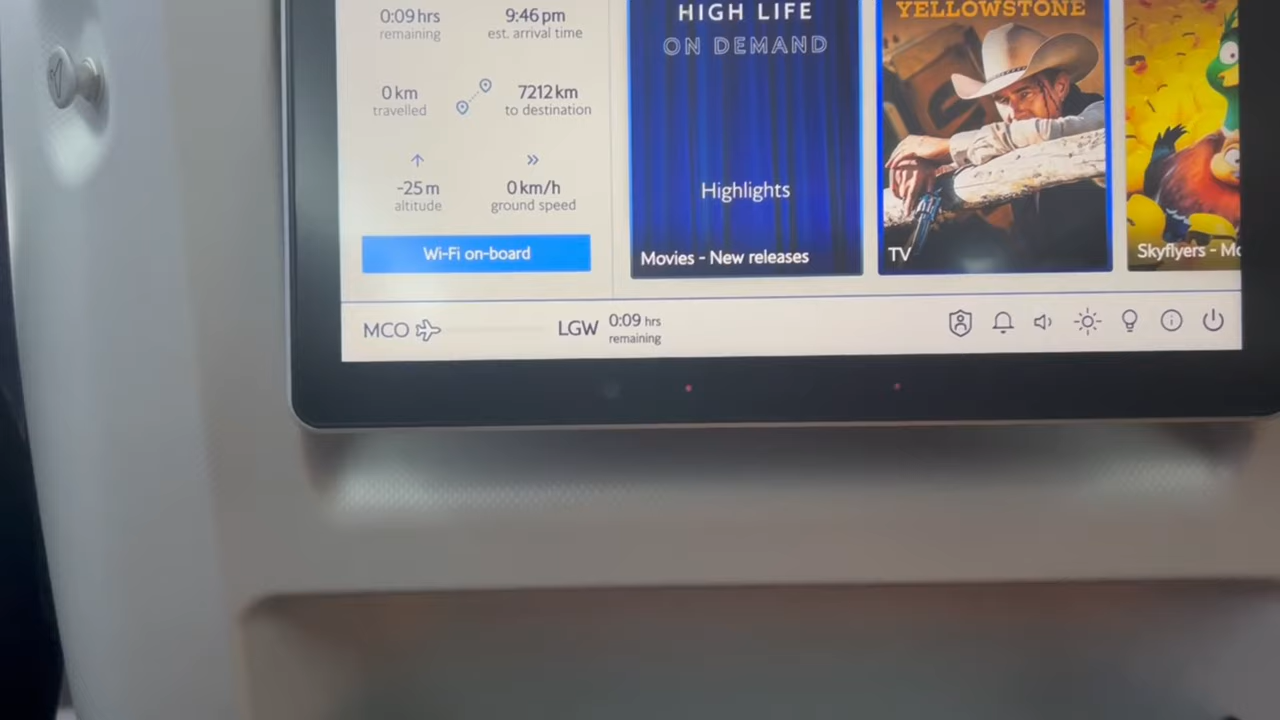 0:09 hrs
remaining
9:46 pm
est. arrival time
0 km
travelled
7212 km
to destination
-25 m
altitude
0 km/h
ground speed
Wi-Fi on-board
HIGH LIFE
ON DEMAND
Highlights
Movies - New releases
YELLOWSTONE
TV
Skyflyers - Mo
MCO
LGW
0:09 hrs
remaining